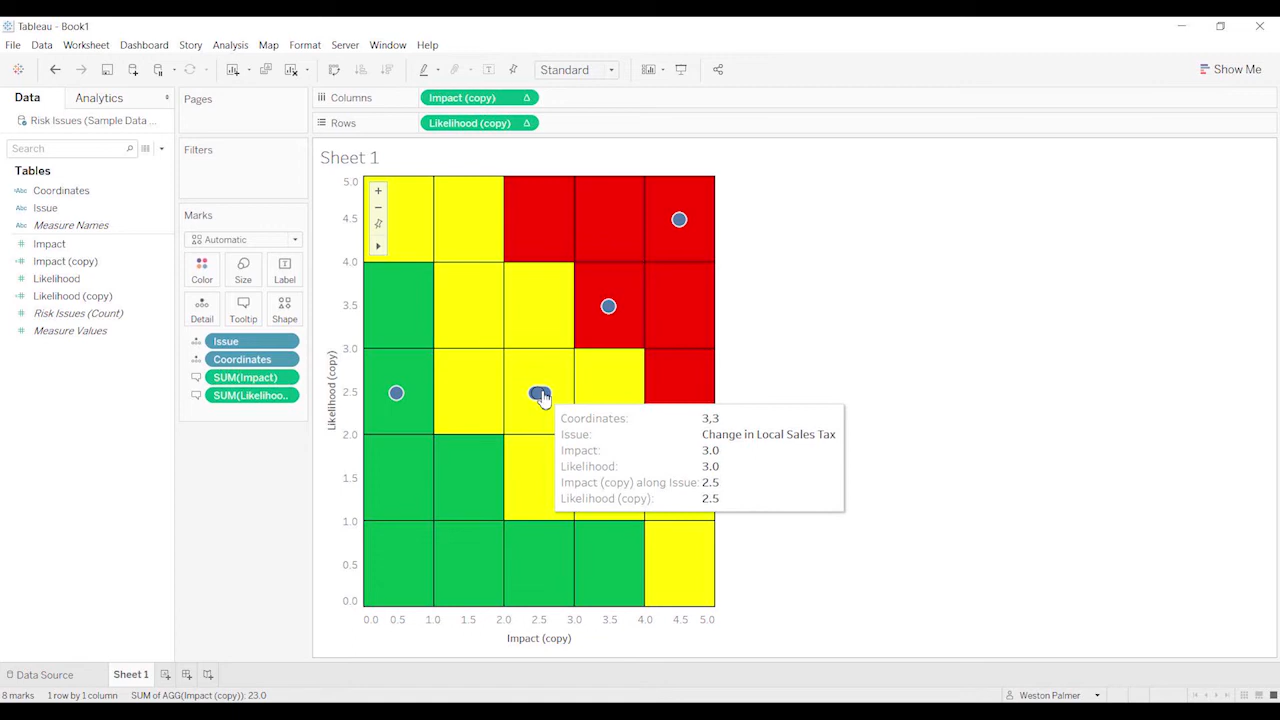 Tableau - Book1
File Data Worksheet Dashboard Story Analysis Map Format Server Window Help
Standard
Show Me
Data Analytics
Pages
Columns Impact (copy) Δ
Rows Likelihood (copy) Δ
Risk Issues (Sample Data ...
Search
Tables
Abc Coordinates
Abc Issue
Abc Measure Names
# Impact
# Impact (copy)
# Likelihood
# Likelihood (copy)
# Risk Issues (Count)
# Measure Values
Filters
Marks
Automatic
Color Size Label
Detail Tooltip Shape
Issue
Coordinates
SUM(Impact)
SUM(Likelihoo..
Sheet 1
5.0
4.5
4.0
3.5
3.0
2.5
2.0
1.5
1.0
0.5
0.0
Likelihood (copy)
0.0 0.5 1.0 1.5 2.0 2.5 3.0 3.5 4.0 4.5 5.0
Impact (copy)
Coordinates: 3,3
Issue: Change in Local Sales Tax
Impact: 3.0
Likelihood: 3.0
Impact (copy) along Issue: 2.5
Likelihood (copy): 2.5
Data Source Sheet 1
8 marks 1 row by 1 column SUM of AGG(Impact (copy)): 23.0
Weston Palmer